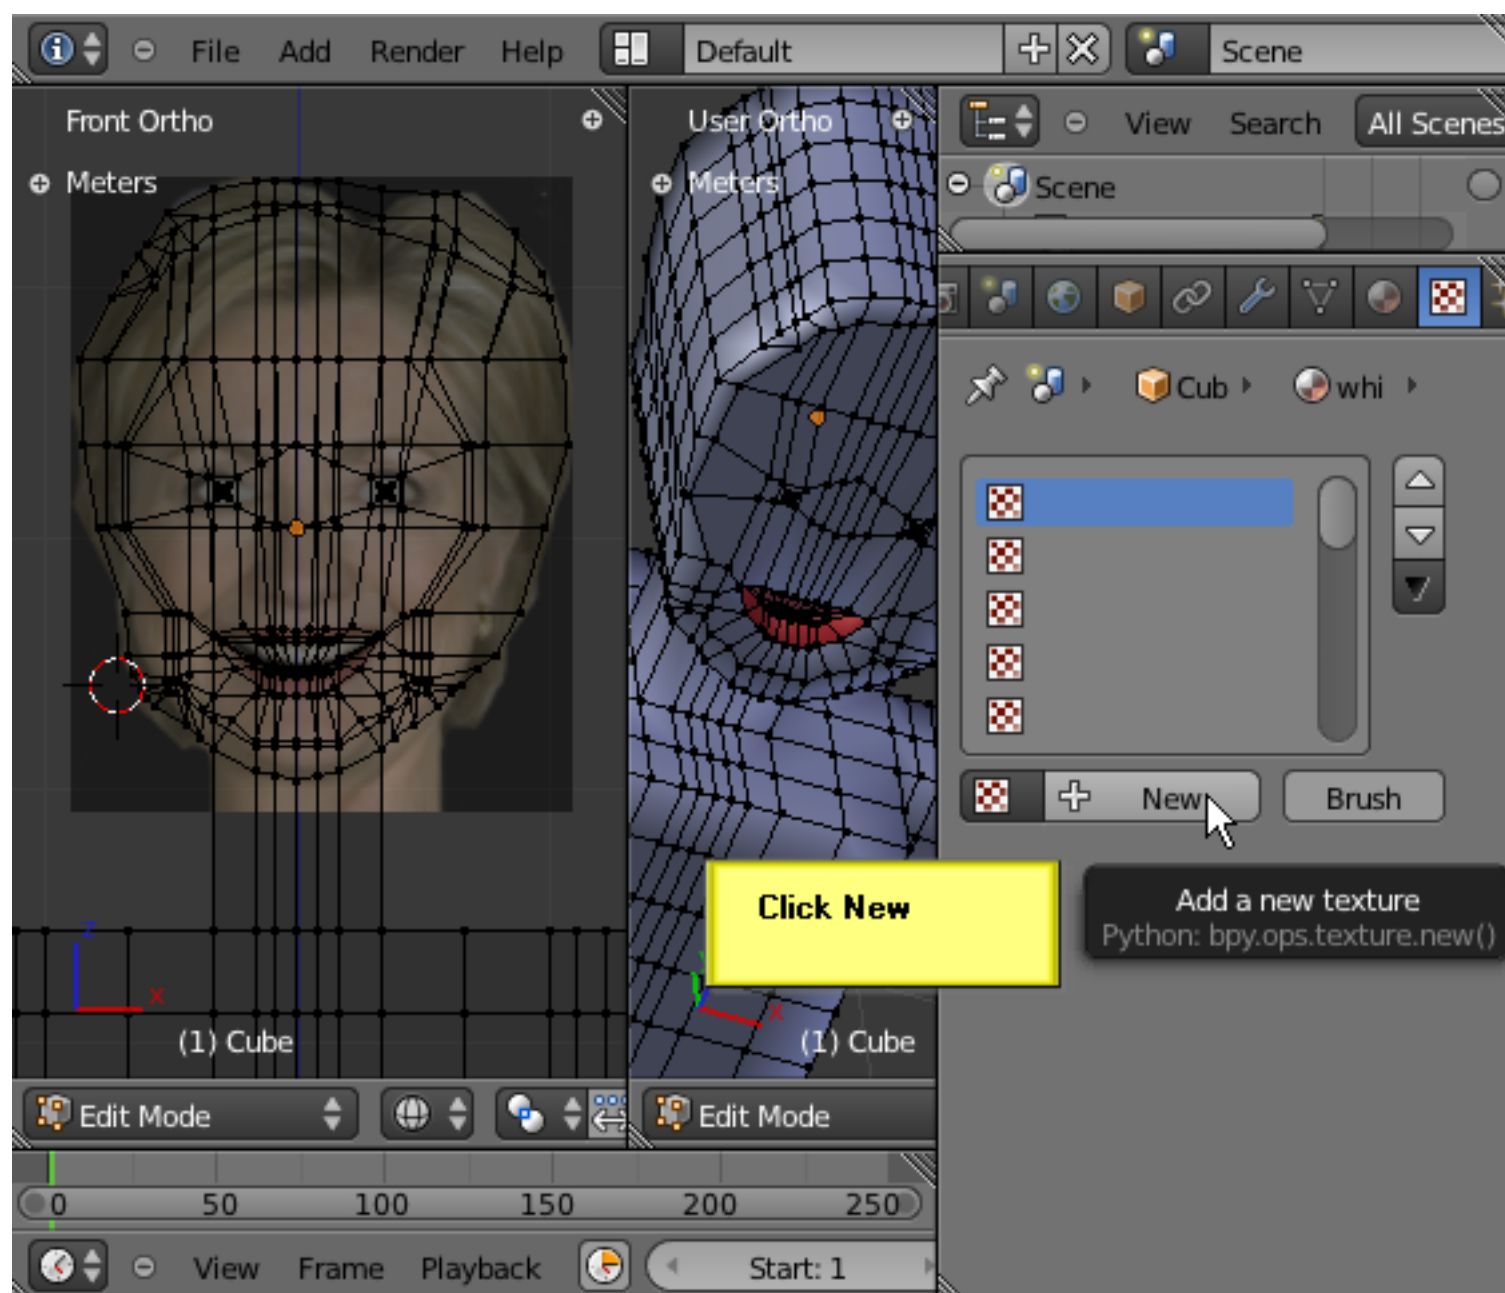 File Add Render Help Default Scene
Front Ortho
Meters
User Ortho
Meters
View Search All Scenes
Scene
Cub whi
New Brush
Click New
Add a new texture
Python: bpy.ops.texture.new()
z
x
(1) Cube
x
(1) Cube
Edit Mode
Edit Mode
0 50 100 150 200 250
View Frame Playback Start: 1